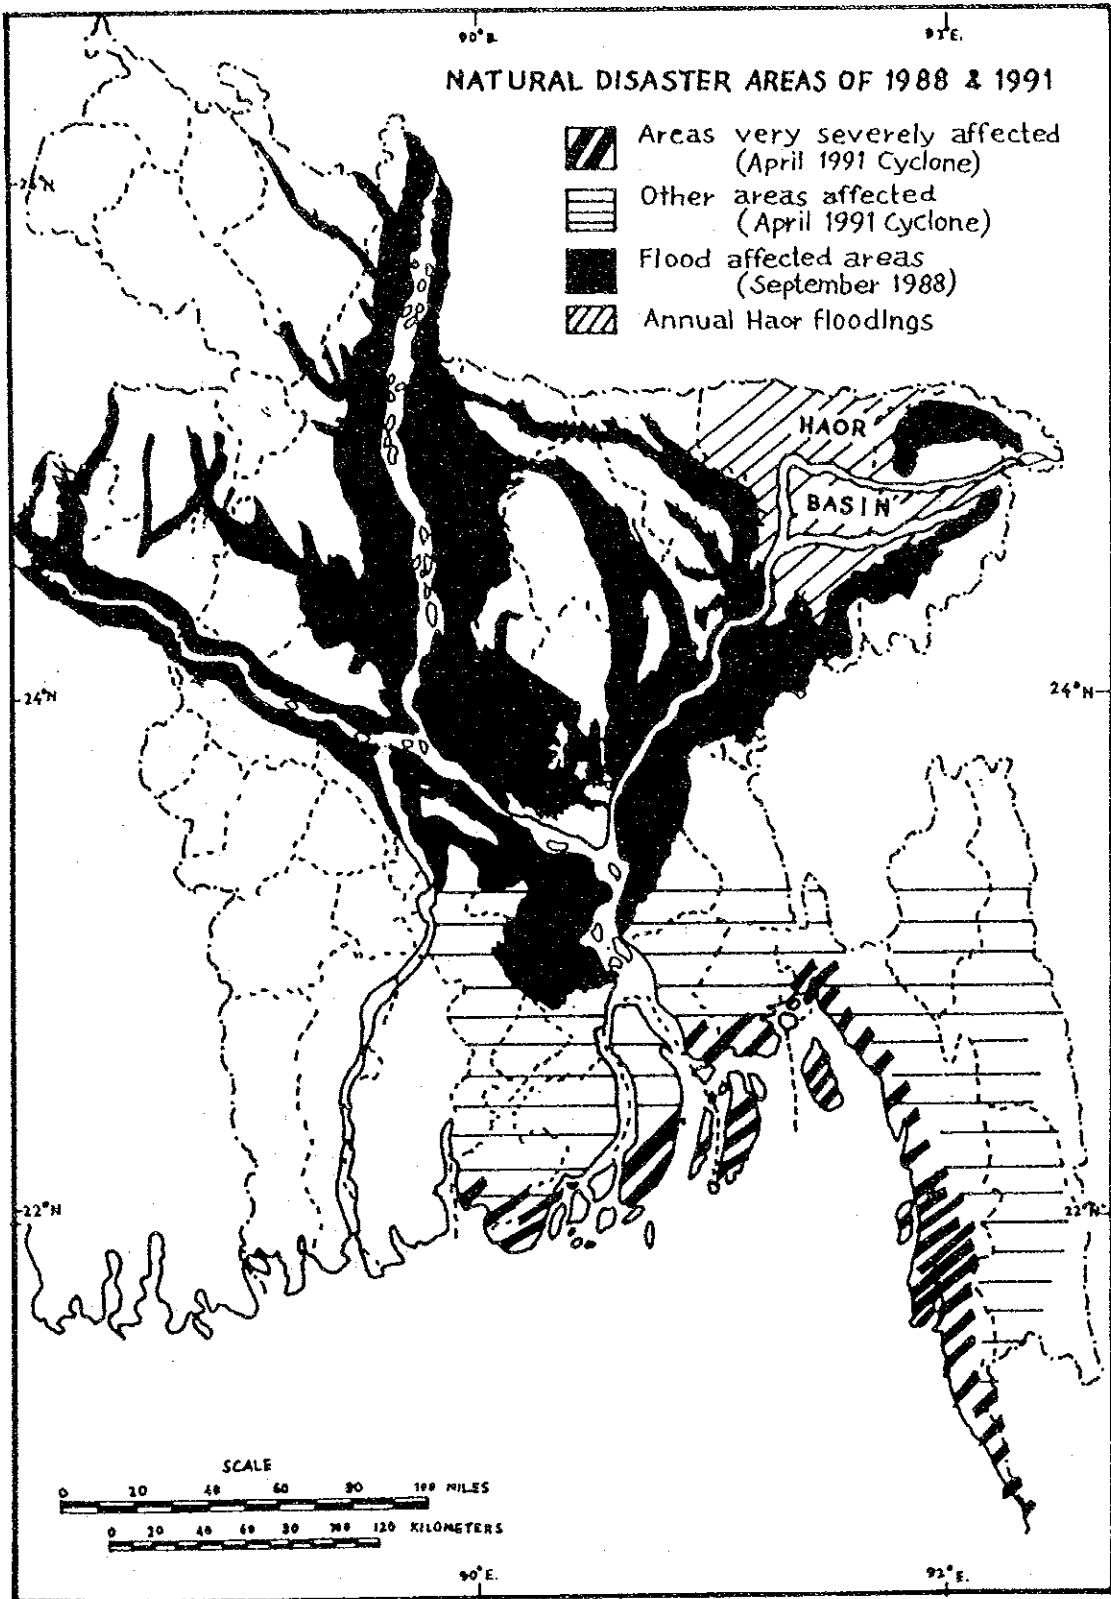 90°E.
92°E.
NATURAL DISASTER AREAS OF 1988 & 1991
Areas very severely affected
(April 1991 Cyclone)
Other areas affected
(April 1991 Cyclone)
Flood affected areas
(September 1988)
Annual Haor floodings
26°N
HAOR
BASIN
24°N
24°N
22°N
22°N
SCALE
0 20 40 60 80 100 MILES
0 20 40 60 80 100 120 KILOMETERS
90°E.
92°E.